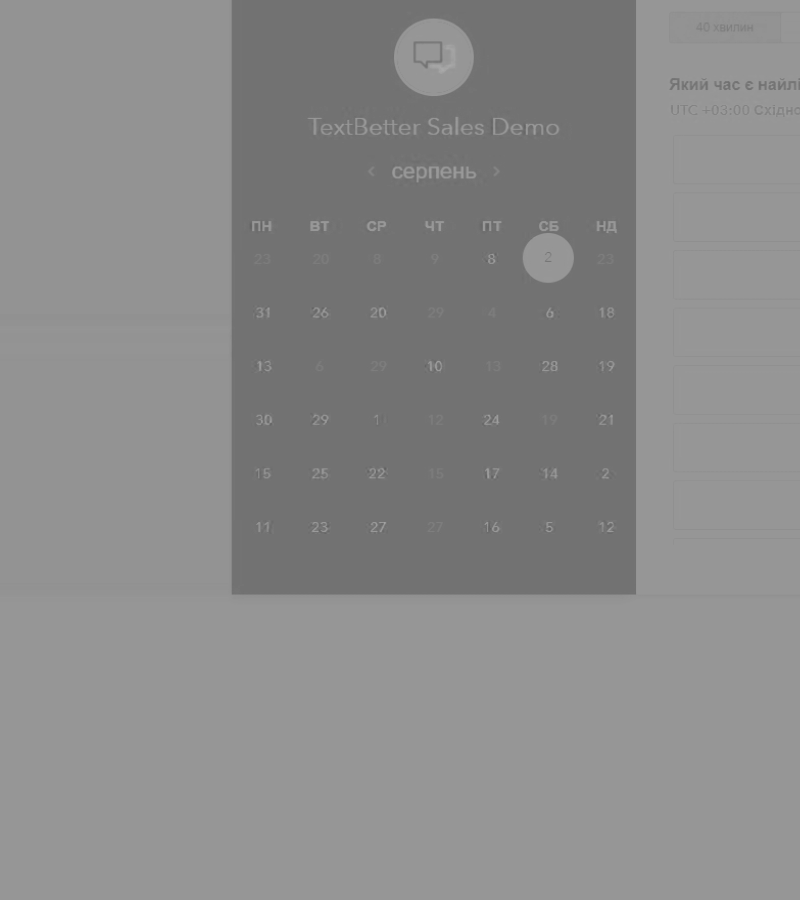 40 хвилин
TextBetter Sales Demo
‹ серпень ›
Який час є
UTC +03:00
ПН ВТ СР ЧТ ПТ СБ НД
23 20 8 9 8 2 23
31 26 20 29 4 6 18
13 6 29 10 13 28 19
30 29 1 12 24 19 21
15 25 22 15 17 14 2
11 23 27 27 16 5 12